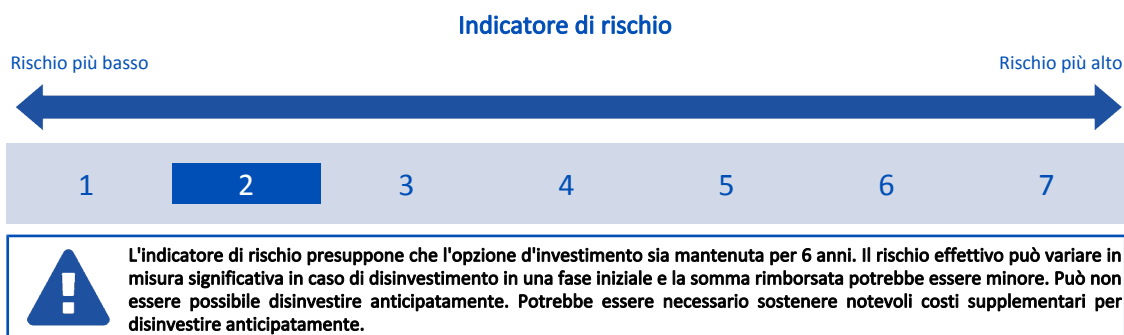 Indicatore di rischio
Rischio più basso
Rischio più alto
1 2 3 4 5 6 7
L'indicatore di rischio presuppone che l'opzione d'investimento sia mantenuta per 6 anni. Il rischio effettivo può variare in
misura significativa in caso di disinvestimento in una fase iniziale e la somma rimborsata potrebbe essere minore. Può non
essere possibile disinvestire anticipatamente. Potrebbe essere necessario sostenere notevoli costi supplementari per
disinvestire anticipatamente.